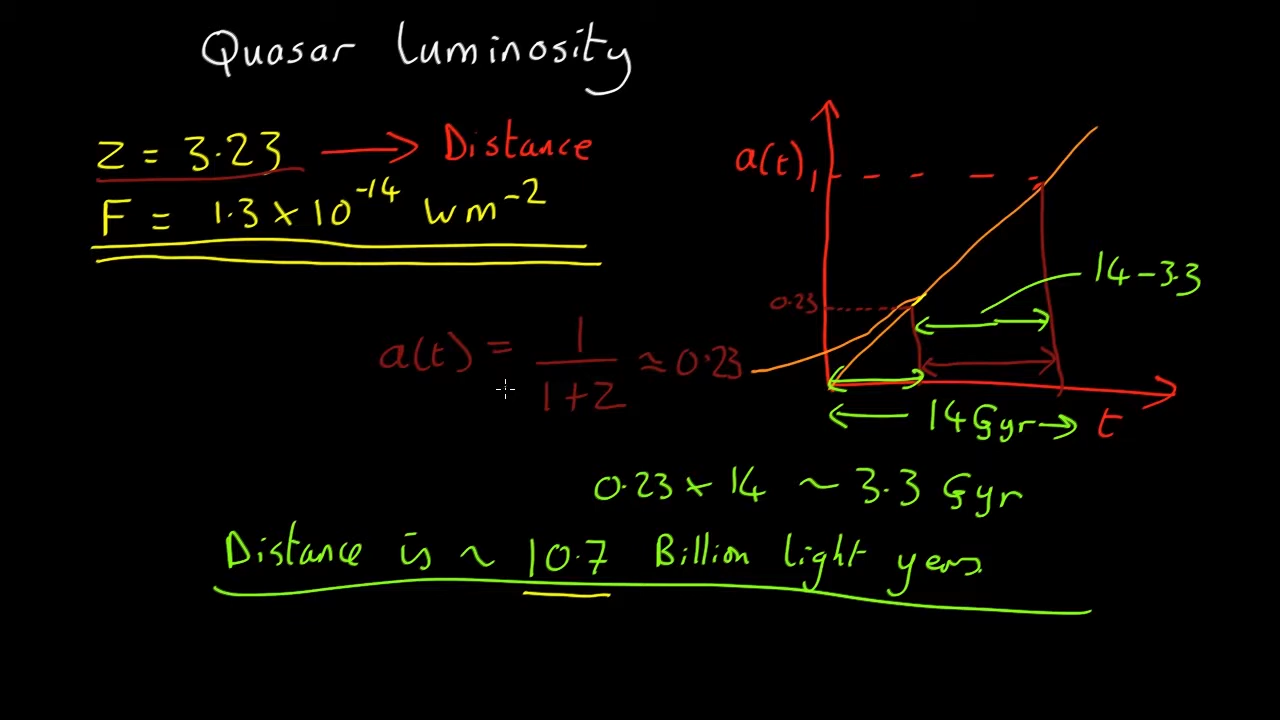 Quasar luminosity
z = 3.23 → Distance
F = 1.3 × 10⁻¹⁴ Wm⁻²
a(t)
1
14 - 3.3
0.23
a(t) = 1/(1+z) ≈ 0.23
14 Gyr
t
0.23 × 14 ~ 3.3 Gyr
Distance is ~ 10.7 Billion light years